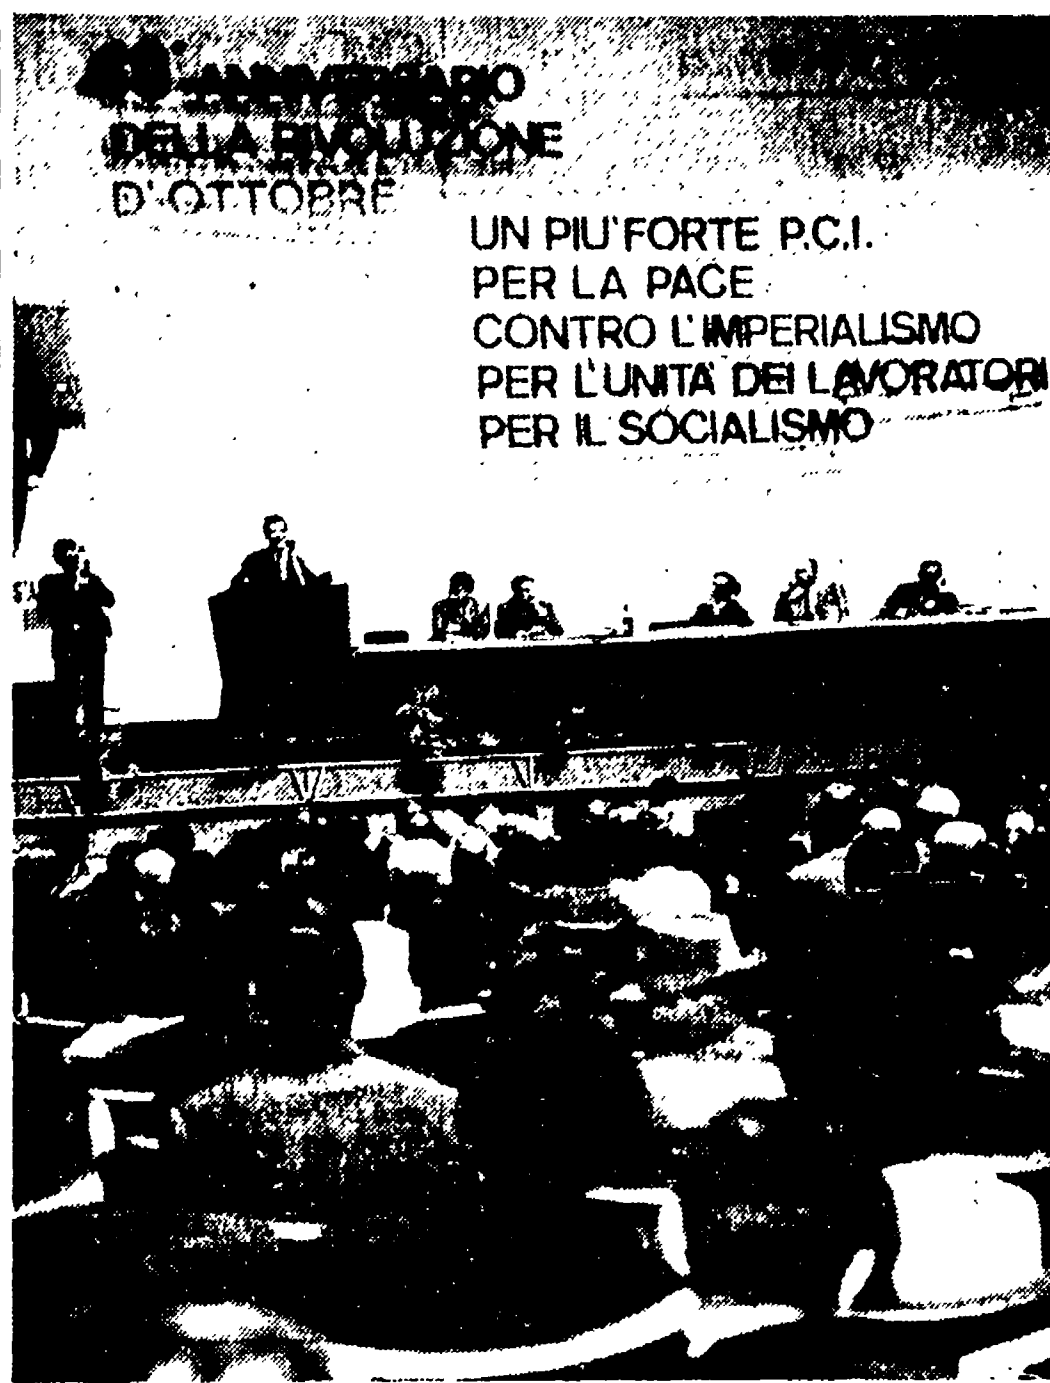 ANNIVERSARIO
DELLA RIVOLUZIONE
D'OTTOBRE
UN PIU' FORTE P.C.I.
PER LA PACE
CONTRO L'IMPERIALISMO
PER L'UNITA' DEI LAVORATORI
PER IL SOCIALISMO